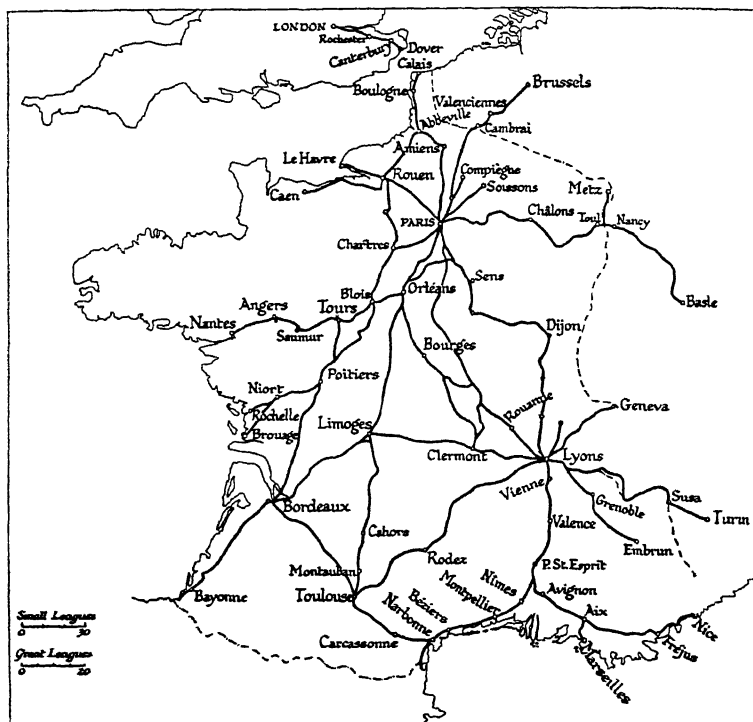 LONDON
Rochester
Canterbury
Dover
Calais
Boulogne
Valenciennes
Brussels
Abbeville
Cambrai
Amiens
Le Havre
Rouen
Compiègne
Soussons
Metz
Caen
PARIS
Châlons
Toul
Nancy
Chartres
Sens
Basle
Blois
Orléans
Angers
Tours
Nantes
Saumur
Dijon
Bourges
Poitiers
Niort
Rochelle
Rouanne
Geneva
Brouage
Limoges
Clermont
Lyons
Vienne
Susa
Bordeaux
Grenoble
Turin
Valence
Cahors
Embrun
Rodez
P. St. Esprit
Montauban
Nîmes
Avignon
Bayonne
Toulouse
Montpellier
Béziers
Aix
Nice
Narbonne
Fréjus
Carcassonne
Marseilles
Small Leagues
0 30
Great Leagues
0 20